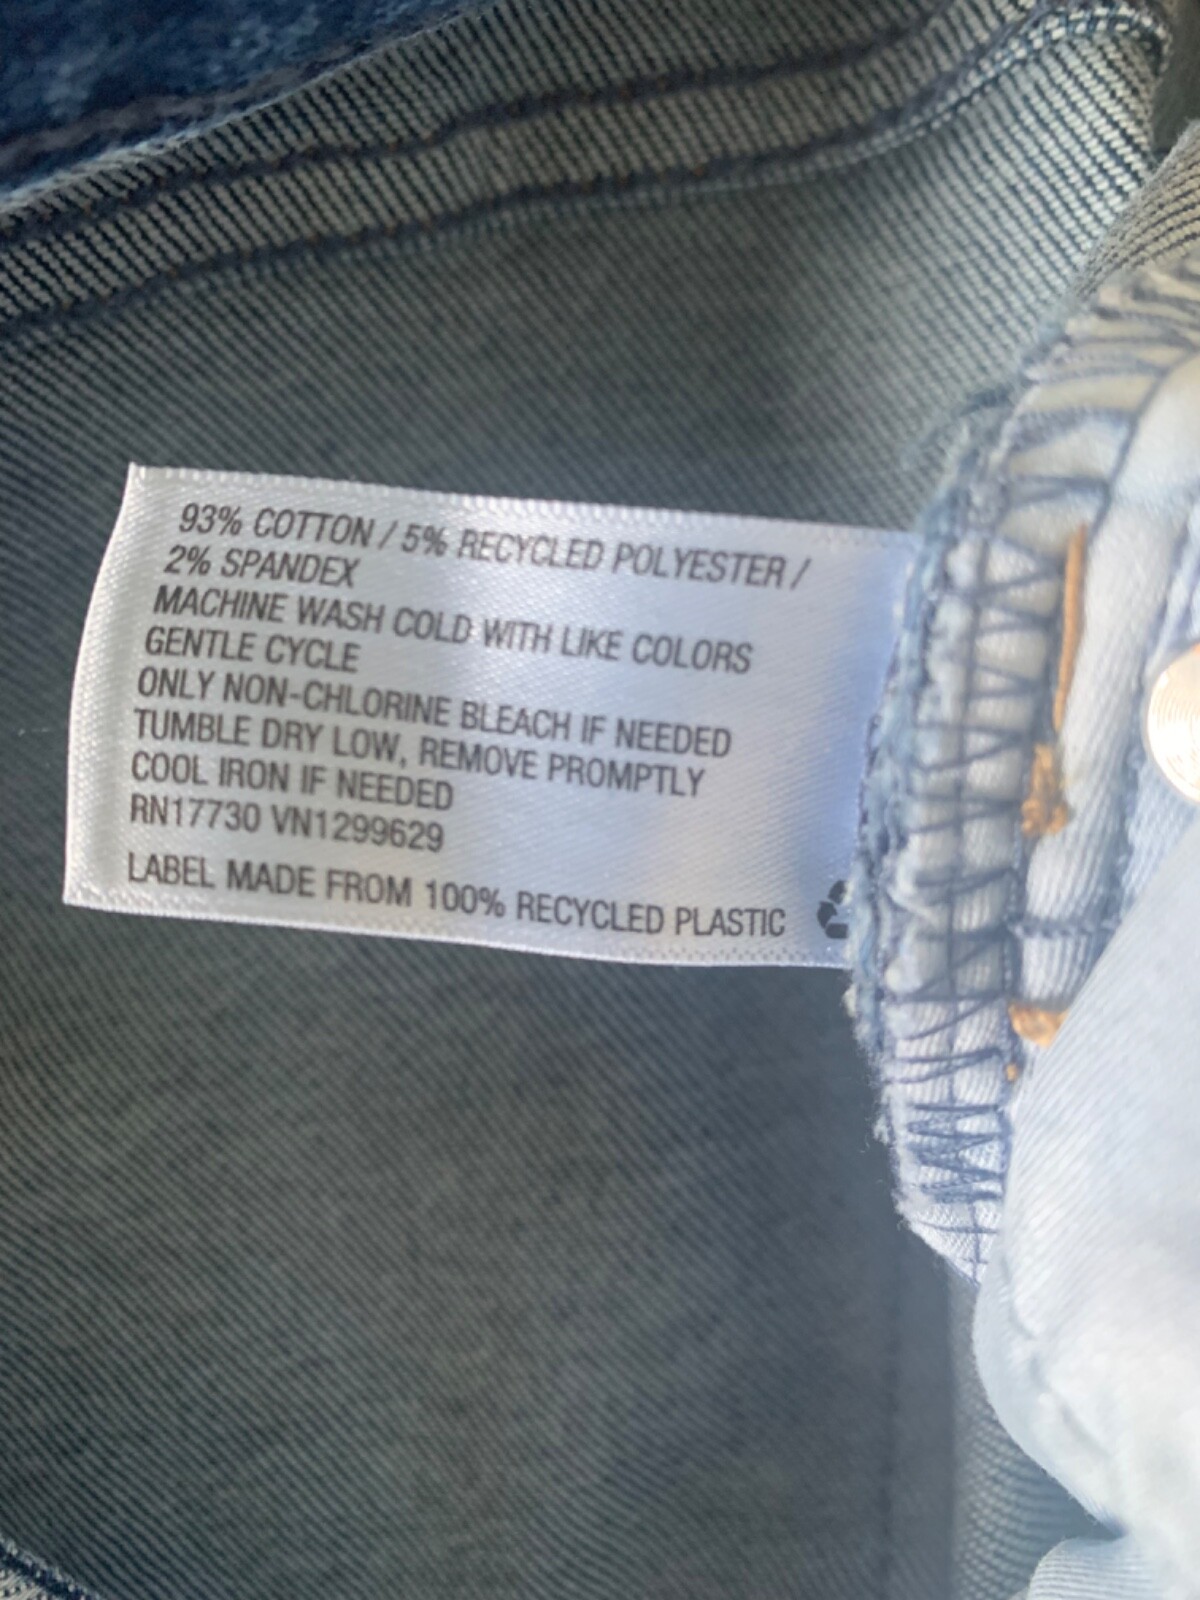 93% COTTON / 5% RECYCLED POLYESTER /
2% SPANDEX
MACHINE WASH COLD WITH LIKE COLORS
GENTLE CYCLE
ONLY NON-CHLORINE BLEACH IF NEEDED
TUMBLE DRY LOW, REMOVE PROMPTLY
COOL IRON IF NEEDED
RN17730 VN1299629
LABEL MADE FROM 100% RECYCLED PLASTIC